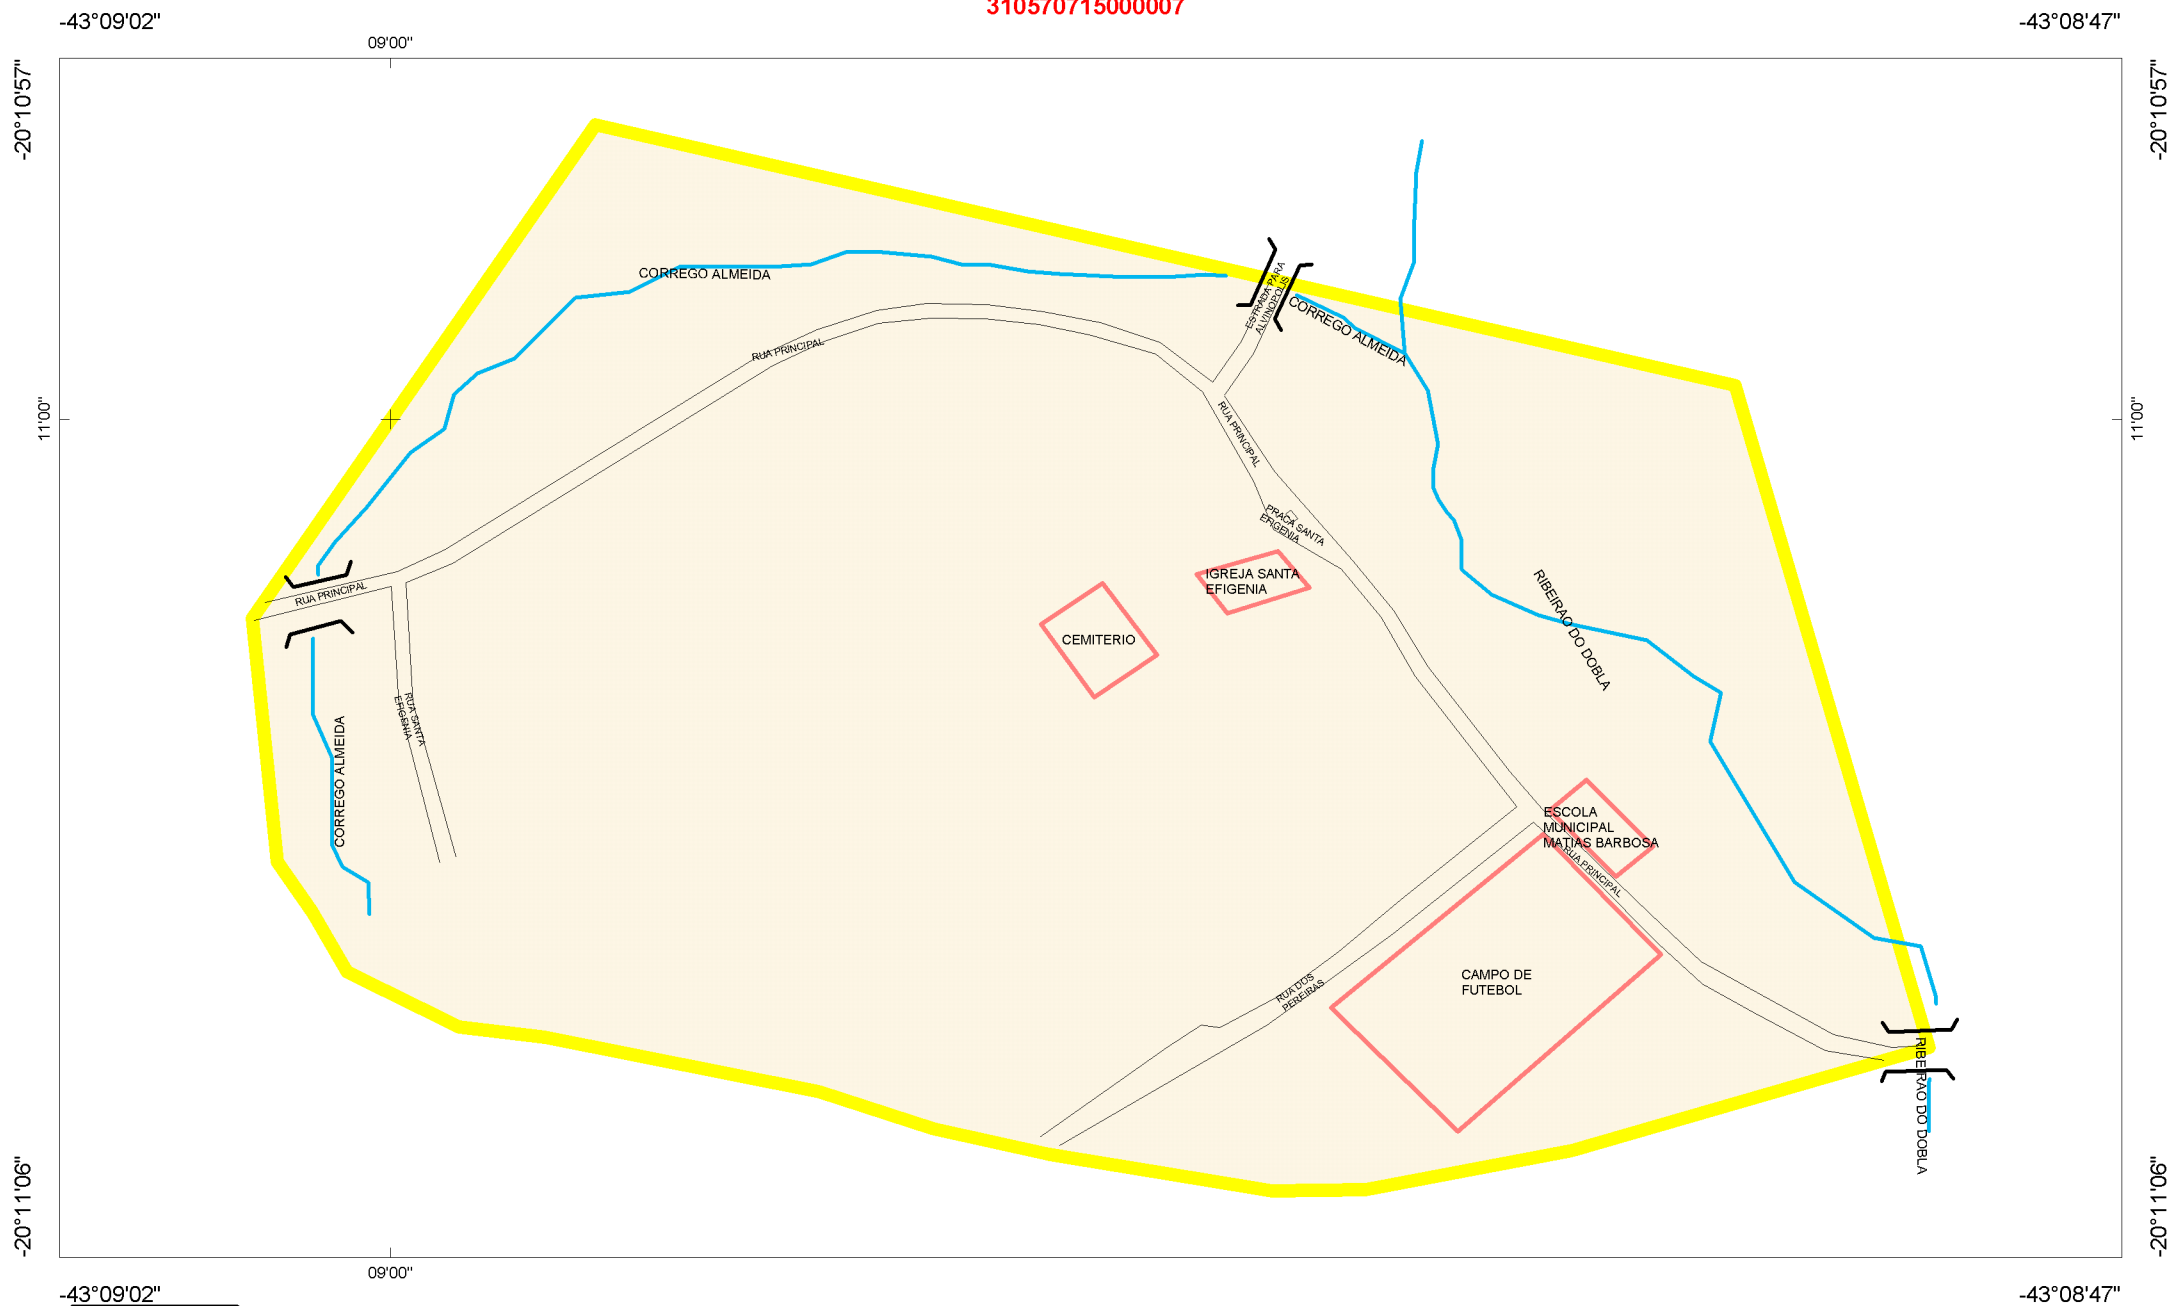 310570715000007
-43°09'02"
-43°08'47"
09'00"
-20°10'57"
-20°10'57"
CORREGO ALMEIDA
ESTRADA PARA
ALVINOPOLIS
CORREGO ALMEIDA
RUA PRINCIPAL
11'00"
11'00"
RUA PRINCIPAL
PRACA SANTA
EFIGENIA
IGREJA SANTA
EFIGENIA
RUA PRINCIPAL
CEMITERIO
RIBEIRAO DO DOBLA
RUA SANTA
EFIGENIA
CORREGO ALMEIDA
ESCOLA
MUNICIPAL
MATIAS BARBOSA
RUA PRINCIPAL
CAMPO DE
FUTEBOL
RUA DOS
PEREIRAS
RIBEIRAO DO DOBLA
-20°11'06"
-20°11'06"
09'00"
-43°09'02"
-43°08'47"